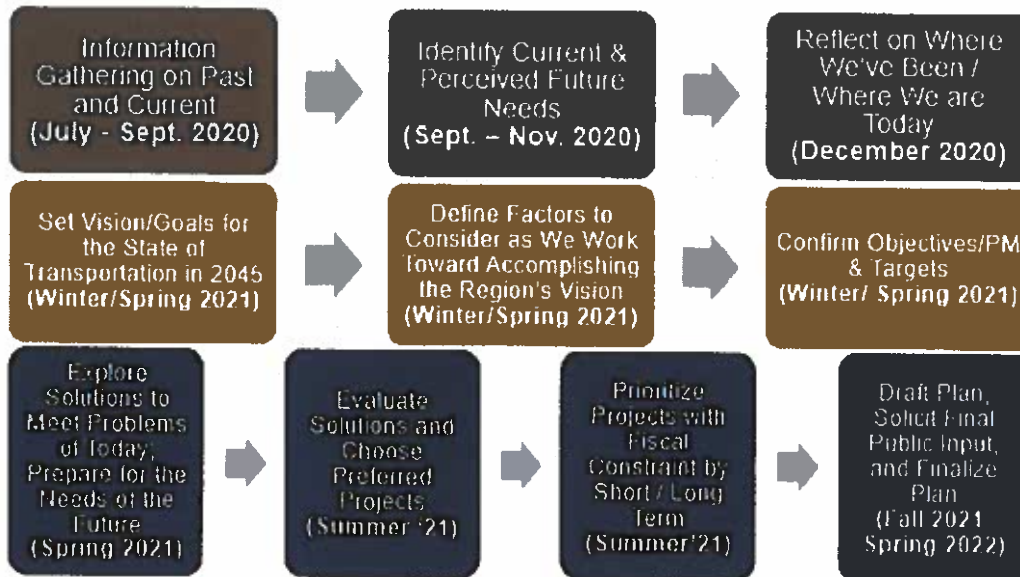 Information
Gathering on Past
and Current
(July - Sept. 2020)
Identify Current &
Perceived Future
Needs
(Sept. – Nov. 2020)
Reflect on Where
We've Been /
Where We are
Today
(December 2020)
Set Vision/Goals for
the State of
Transportation in 2045
(Winter/Spring 2021)
Define Factors to
Consider as We Work
Toward Accomplishing
the Region's Vision
(Winter/Spring 2021)
Confirm Objectives/PM
& Targets
(Winter/ Spring 2021)
Explore
Solutions to
Meet Problems
of Today;
Prepare for the
Needs of the
Future
(Spring 2021)
Evaluate
Solutions and
Choose
Preferred
Projects
(Summer '21)
Prioritize
Projects with
Fiscal
Constraint by
Short / Long
Term
(Summer'21)
Draft Plan,
Solicit Final
Public Input,
and Finalize
Plan
(Fall 2021
Spring 2022)